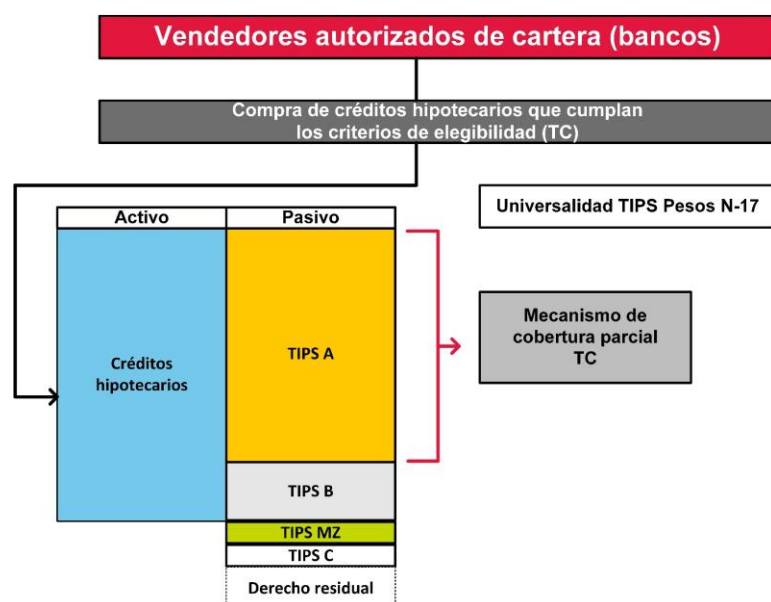 Vendedores autorizados de cartera (bancos)
Compra de créditos hipotecarios que cumplan
los criterios de elegibilidad (TC)
Universalidad TIPS Pesos N-17
Activo
Pasivo
Créditos
hipotecarios
TIPS A
Mecanismo de
cobertura parcial
TC
TIPS B
TIPS MZ
TIPS C
Derecho residual